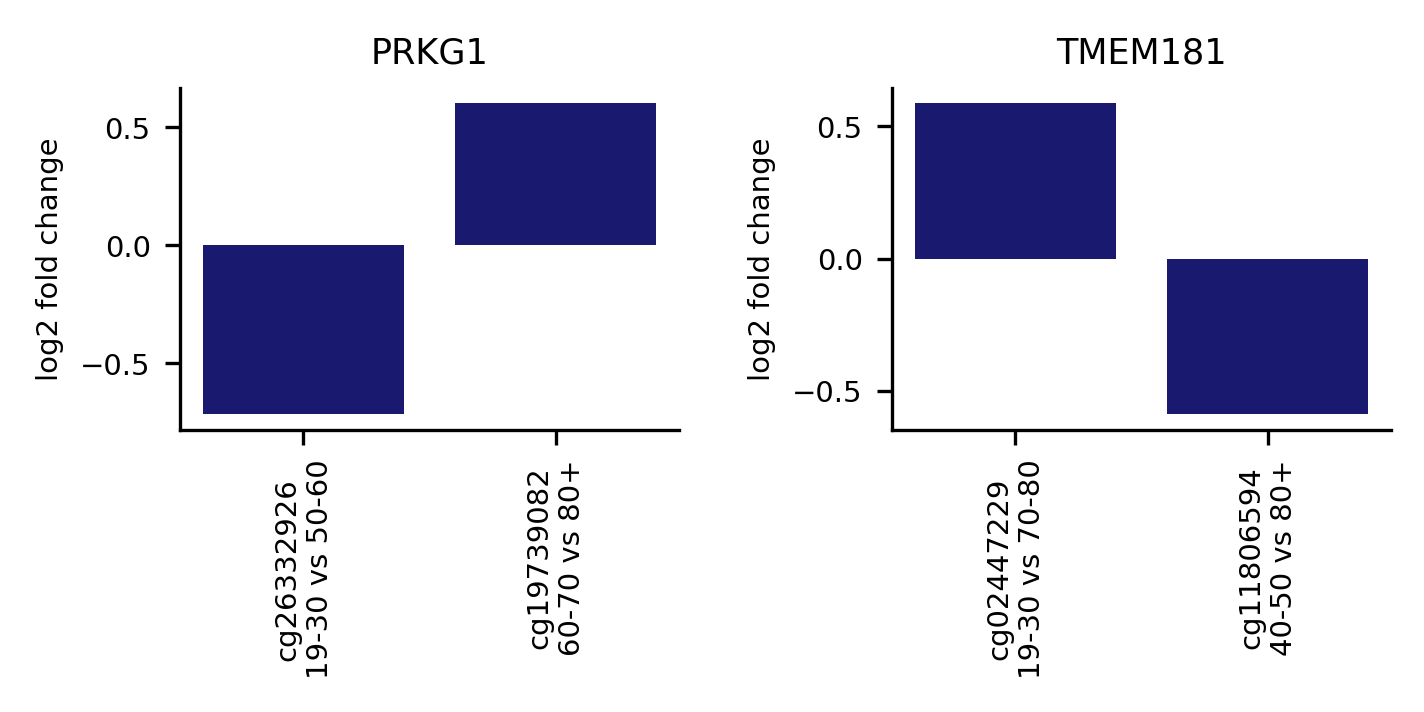 PRKG1
log2 fold change
0.5
0.0
−0.5
cg26332926
19-30 vs 50-60
cg19739082
60-70 vs 80+
TMEM181
log2 fold change
0.5
0.0
−0.5
cg02447229
19-30 vs 70-80
cg11806594
40-50 vs 80+